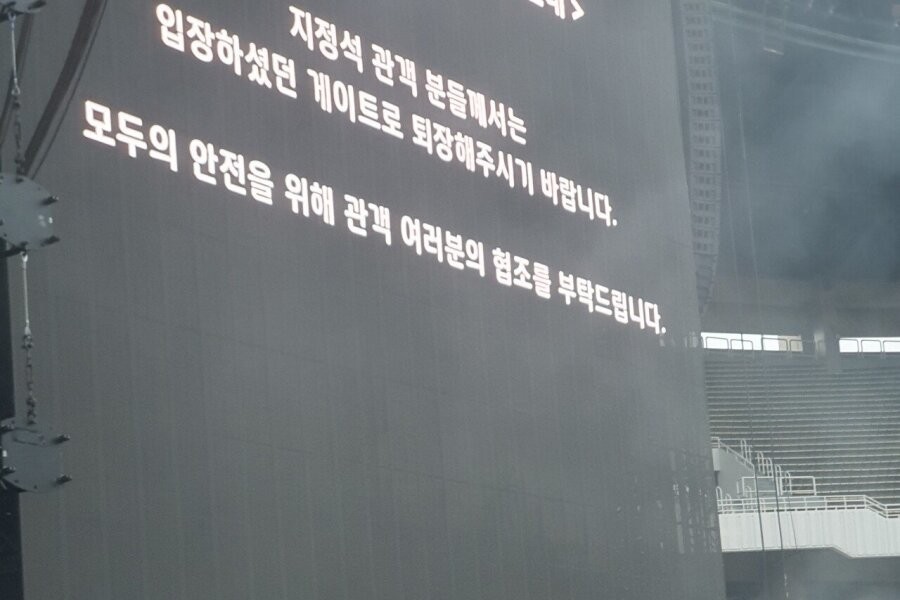 지정석 관객 분들께서는
입장하셨던 게이트로 퇴장해주시기 바랍니다.
모두의 안전을 위해 관객 여러분의 협조를 부탁드립니다.